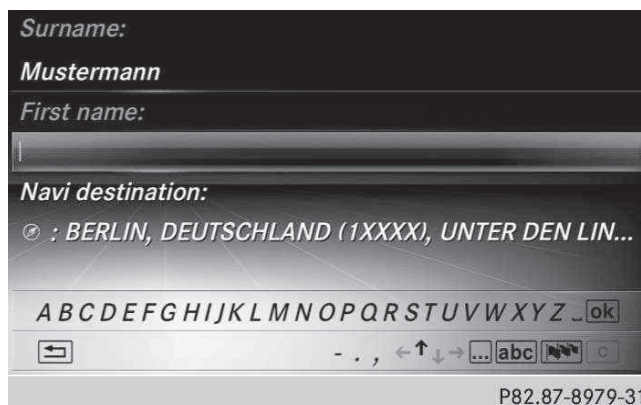 Surname:
Mustermann
First name:
Navi destination:
: BERLIN, DEUTSCHLAND (1XXXX), UNTER DEN LIN...
A B C D E F G H I J K L M N O P Q R S T U V W X Y Z _ ok
- . , ←↑↓→ ... abc c
P82.87-8979-31